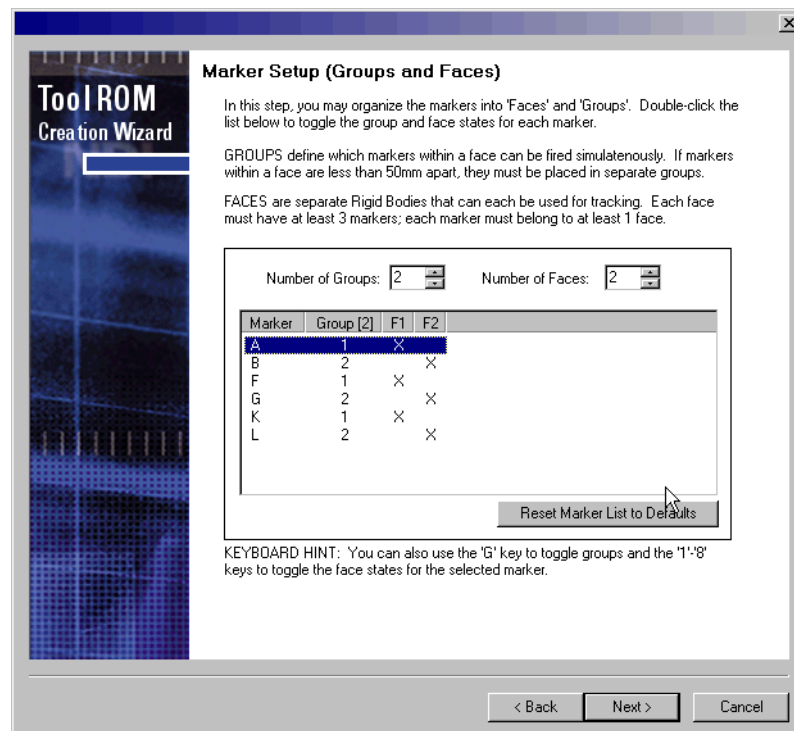 Tool ROM
Creation Wizard
Marker Setup (Groups and Faces)
In this step, you may organize the markers into 'Faces' and 'Groups'. Double-click the
list below to toggle the group and face states for each marker.
GROUPS define which markers within a face can be fired simulatenously. If markers
within a face are less than 50mm apart, they must be placed in separate groups.
FACES are separate Rigid Bodies that can each be used for tracking. Each face
must have at least 3 markers; each marker must belong to at least 1 face.
Number of Groups: 2 Number of Faces: 2
Marker Group [2] F1 F2
A 1 X
B 2 X
F 1 X
G 2 X
K 1 X
L 2 X
Reset Marker List to Defaults
KEYBOARD HINT: You can also use the 'G' key to toggle groups and the '1'-'8'
keys to toggle the face states for the selected marker.
< Back Next > Cancel